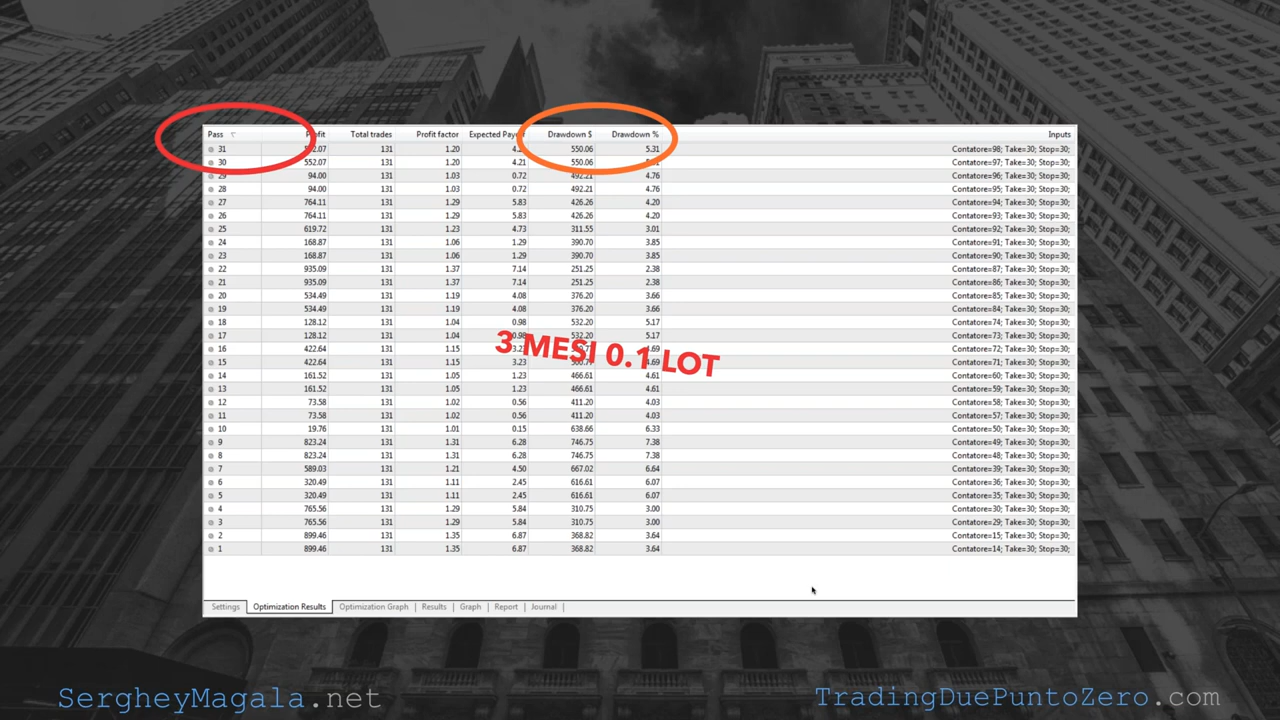 Pass Profit Total trades Profit factor Expected Drawdown $ Drawdown % Inputs
31 131 1.20 550.06 5.31 Contatore=98; Take=30; Stop=30;
30 552.07 131 1.20 4.21 550.06 Contatore=97; Take=30; Stop=30;
29 94.00 131 1.03 0.72 492.21 4.76 Contatore=96; Take=30; Stop=30;
28 94.00 131 1.03 0.72 492.21 4.76 Contatore=95; Take=30; Stop=30;
27 764.11 131 1.29 5.83 426.26 4.20 Contatore=94; Take=30; Stop=30;
26 764.11 131 1.29 5.83 426.26 4.20 Contatore=93; Take=30; Stop=30;
25 619.72 131 1.23 4.73 311.55 3.01 Contatore=92; Take=30; Stop=30;
24 168.87 131 1.06 1.29 390.70 3.85 Contatore=91; Take=30; Stop=30;
23 168.87 131 1.06 1.29 390.70 3.85 Contatore=90; Take=30; Stop=30;
22 935.09 131 1.37 7.14 251.25 2.38 Contatore=87; Take=30; Stop=30;
21 935.09 131 1.37 7.14 251.25 2.38 Contatore=86; Take=30; Stop=30;
20 534.49 131 1.19 4.08 376.20 3.66 Contatore=85; Take=30; Stop=30;
19 534.49 131 1.19 4.08 376.20 3.66 Contatore=84; Take=30; Stop=30;
18 128.12 131 1.04 0.98 532.20 5.17 Contatore=74; Take=30; Stop=30;
17 128.12 131 1.04 0.98 532.20 5.17 Contatore=73; Take=30; Stop=30;
16 422.64 131 1.15 Contatore=72; Take=30; Stop=30;
15 422.64 131 1.15 3.23 Contatore=71; Take=30; Stop=30;
3 MESI 0.1 LOT
14 161.52 131 1.05 1.23 466.61 4.61 Contatore=60; Take=30; Stop=30;
13 161.52 131 1.05 1.23 466.61 4.61 Contatore=59; Take=30; Stop=30;
12 73.58 131 1.02 0.56 411.20 4.03 Contatore=58; Take=30; Stop=30;
11 73.58 131 1.02 0.56 411.20 4.03 Contatore=57; Take=30; Stop=30;
10 19.76 131 1.01 0.15 638.66 6.33 Contatore=50; Take=30; Stop=30;
9 823.24 131 1.31 6.28 746.75 7.38 Contatore=49; Take=30; Stop=30;
8 823.24 131 1.31 6.28 746.75 7.38 Contatore=48; Take=30; Stop=30;
7 589.03 131 1.21 4.50 667.02 6.64 Contatore=39; Take=30; Stop=30;
6 320.49 131 1.11 2.45 616.61 6.07 Contatore=36; Take=30; Stop=30;
5 320.49 131 1.11 2.45 616.61 6.07 Contatore=35; Take=30; Stop=30;
4 765.56 131 1.29 5.84 310.75 3.00 Contatore=30; Take=30; Stop=30;
3 765.56 131 1.29 5.84 310.75 3.00 Contatore=29; Take=30; Stop=30;
2 899.46 131 1.35 6.87 368.82 3.64 Contatore=15; Take=30; Stop=30;
1 899.46 131 1.35 6.87 368.82 3.64 Contatore=14; Take=30; Stop=30;
Settings Optimization Results Optimization Graph Results Graph Report Journal
SergheyMagala.net TradingDuePuntoZero.com